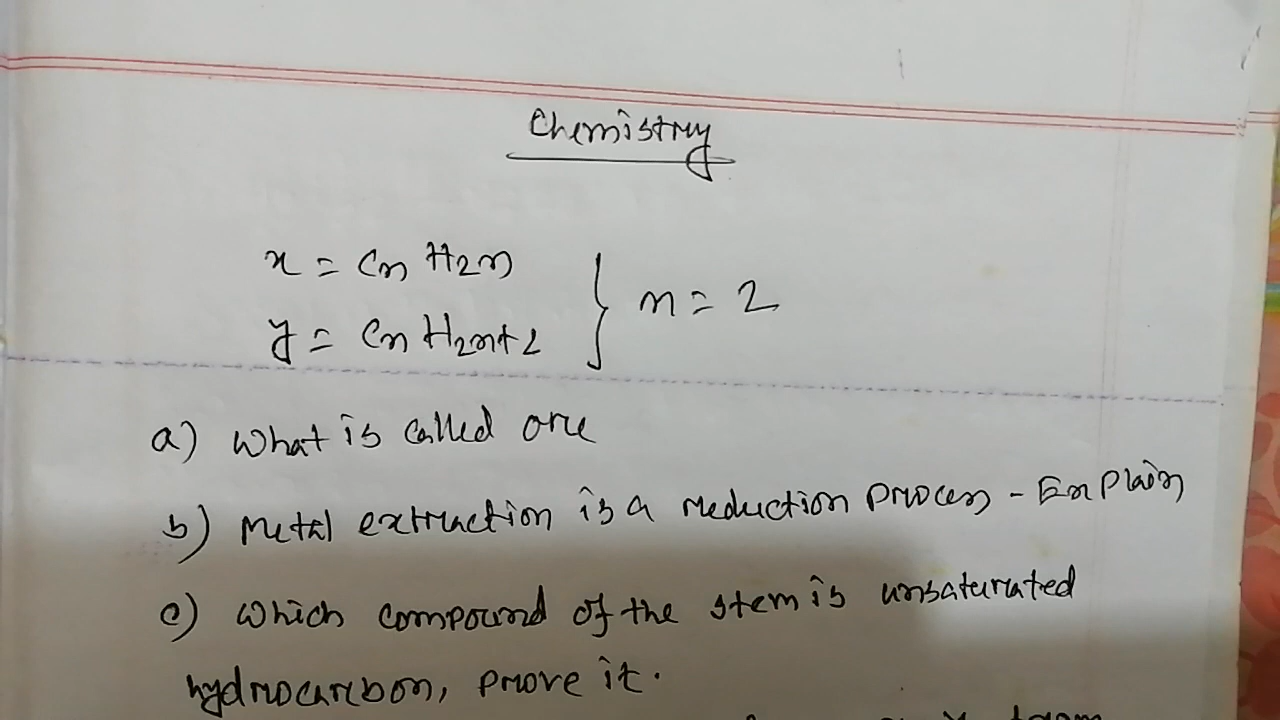 Chemistry
x = CnH2n
y = CnH2n+2 } n = 2
a) What is called ore
b) Metal extraction is a reduction process - Explain
c) Which compound of the stem is unsaturated
hydrocarbon, prove it.